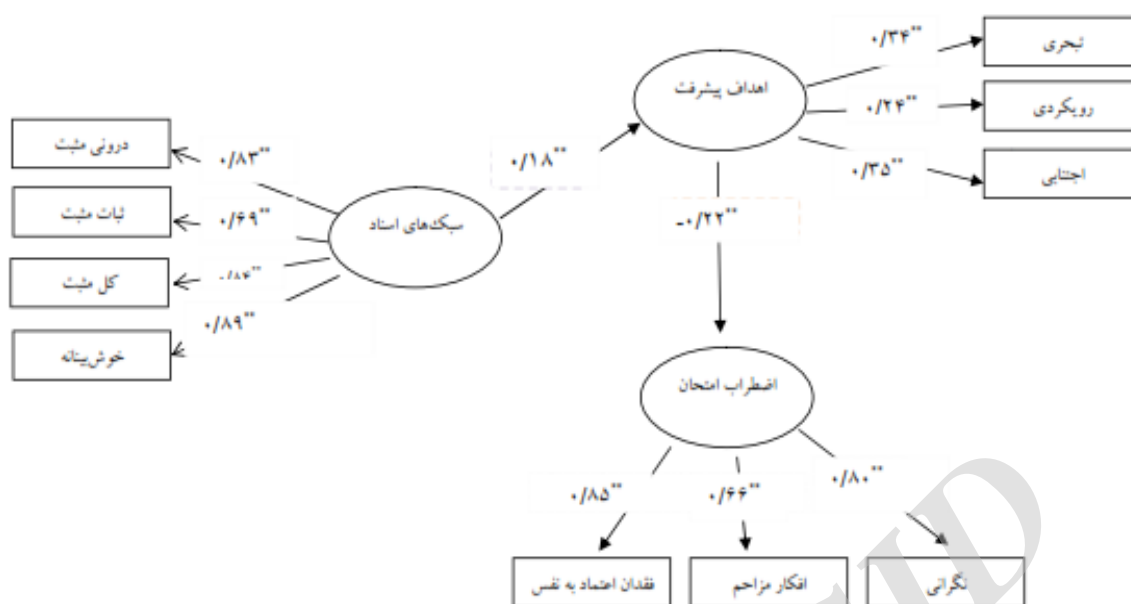 تبحری
۰/۳۴**
اهداف پیشرفت
رویکردی
۰/۲۴**
اجتنابی
۰/۳۵**
۰/۱۸**
درونی مثبت
۰/۸۳**
ثبات مثبت
۰/۶۹**
سبک‌های اسناد
کل مثبت
۰/۸۴**
خوش‌بینانه
۰/۸۹**
-۰/۲۲**
اضطراب امتحان
۰/۸۰**
۰/۶۶**
۰/۸۵**
نگرانی
افکار مزاحم
فقدان اعتماد به نفس